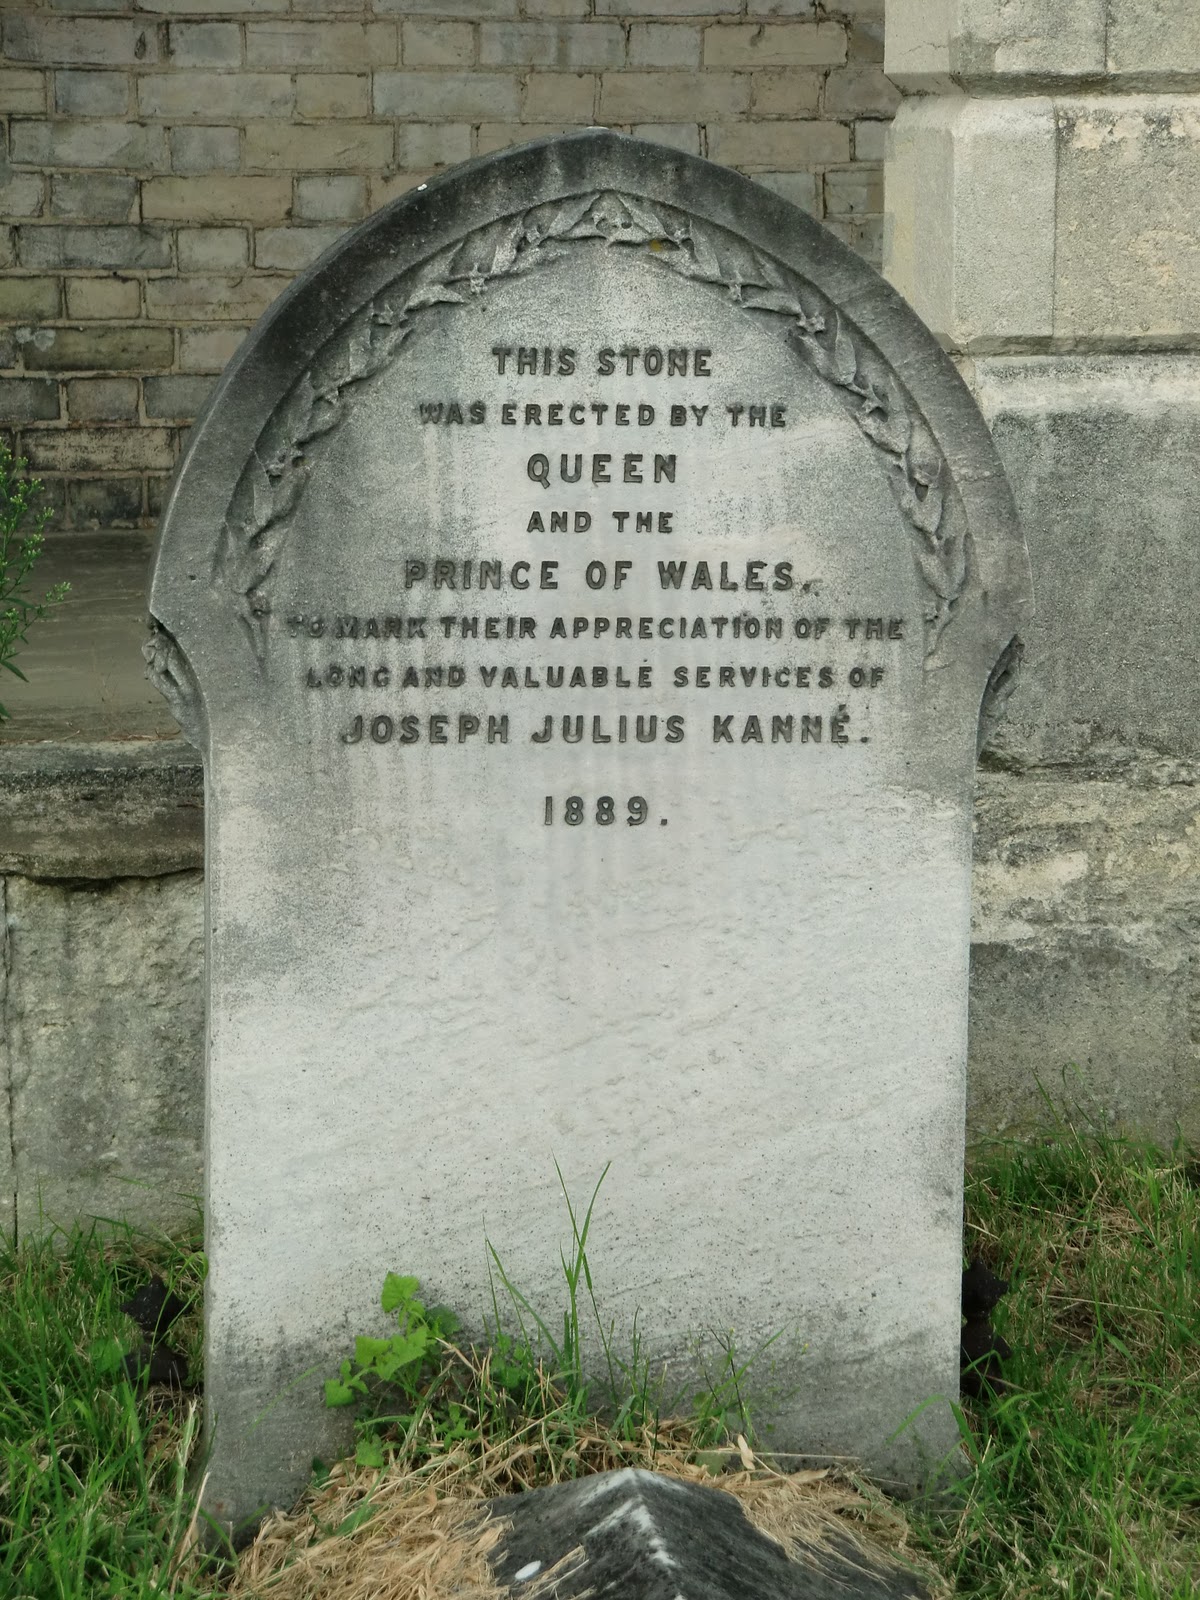 THIS STONE
WAS ERECTED BY THE
QUEEN
AND THE
PRINCE OF WALES.
TO MARK THEIR APPRECIATION OF THE
LONG AND VALUABLE SERVICES OF
JOSEPH JULIUS KANNÉ.
1889.